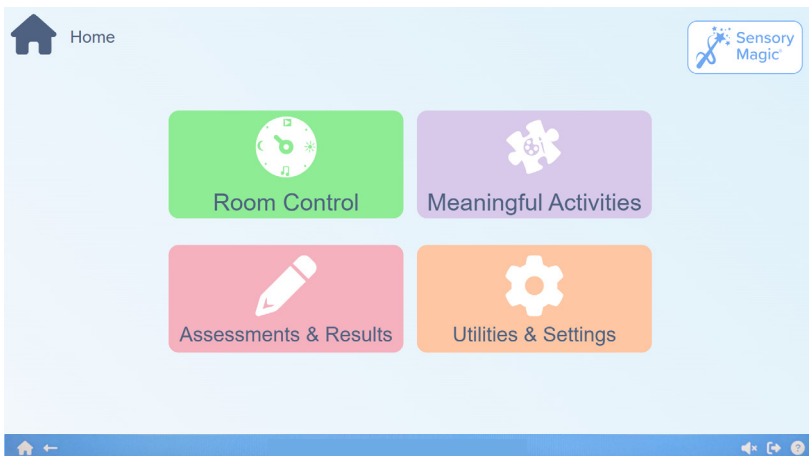 Home
Sensory
Magic®
Room Control
Meaningful Activities
Assessments & Results
Utilities & Settings
?